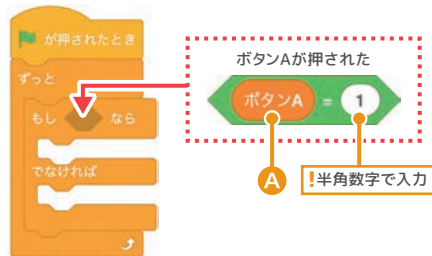 が押されたとき
ずっと
もし なら
でなければ
ボタンAが押された
ボタンA = 1
A
!半角数字で入力